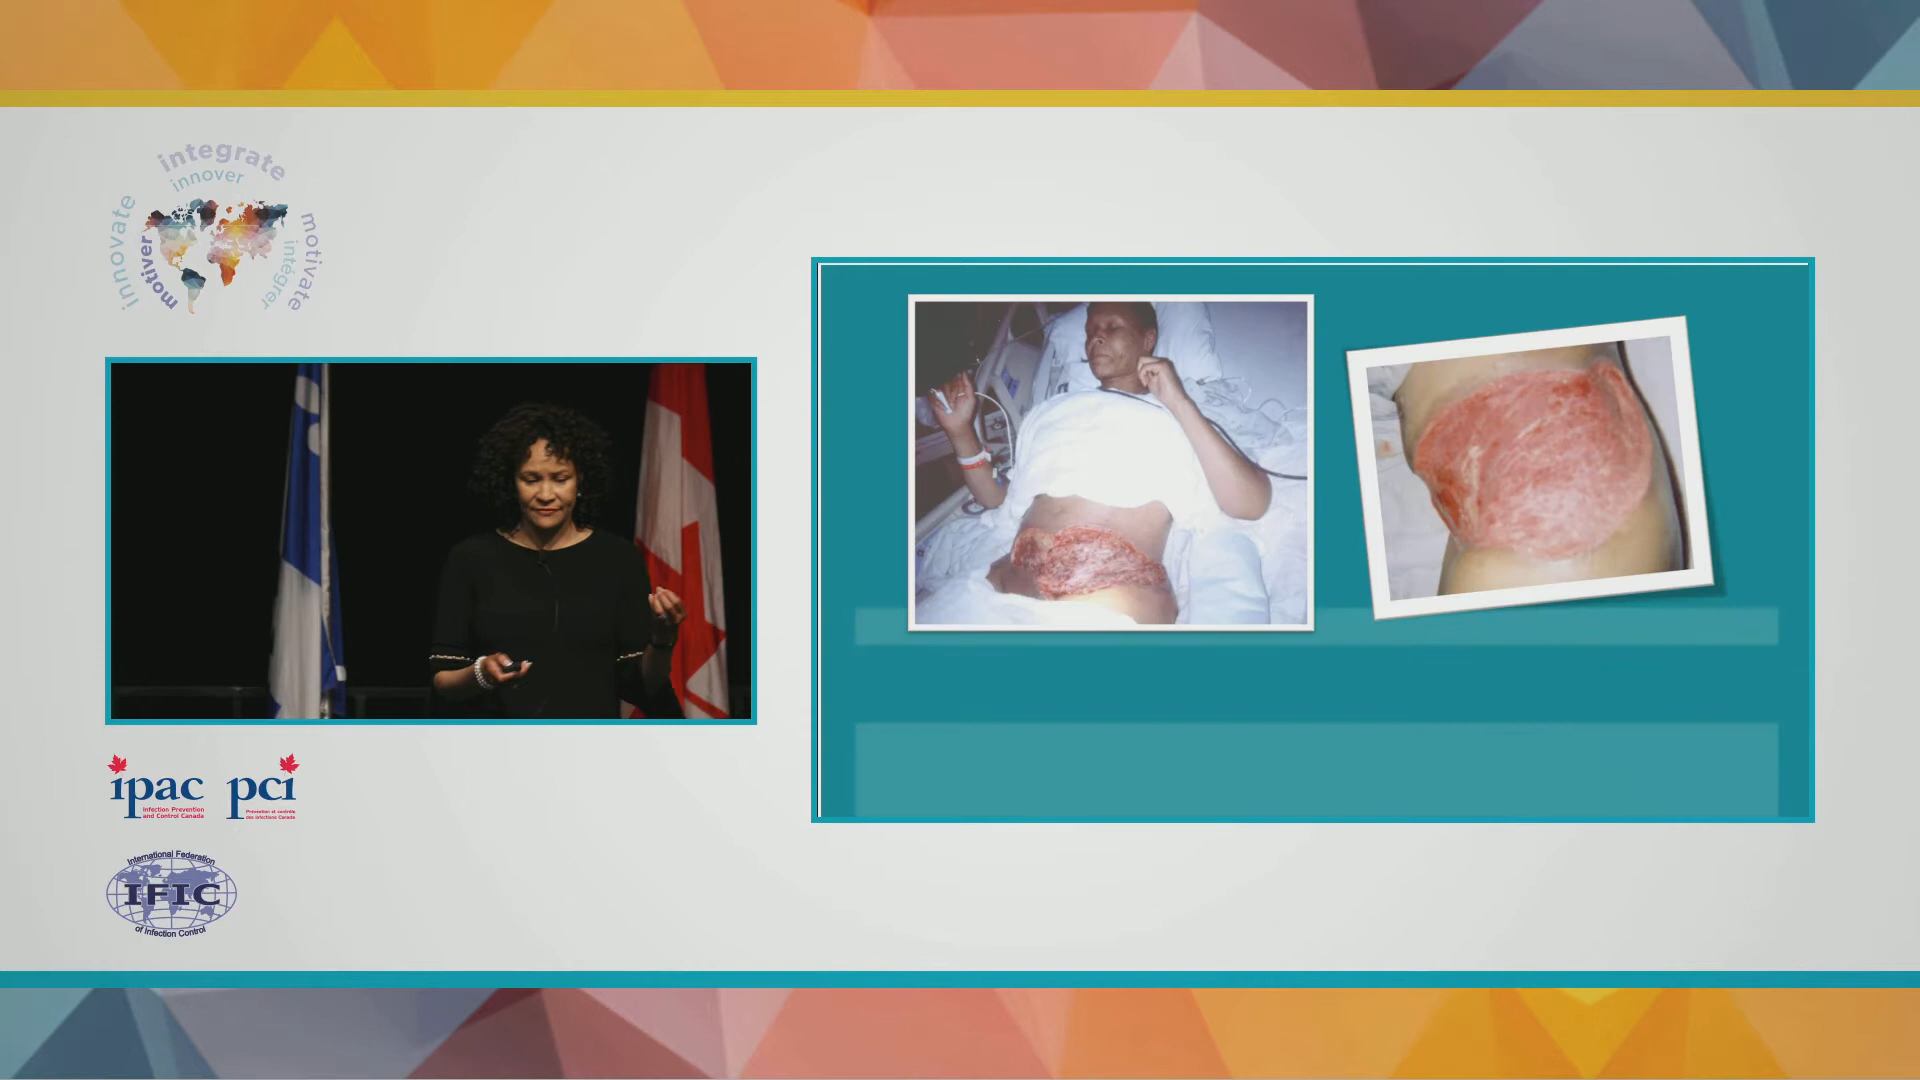 integrate
innover
innovate
motiver
motivate
intégrer
ipac
Infection Prevention
and Control Canada
pci
Prévention et contrôle
des infections Canada
International Federation
IFIC
of Infection Control